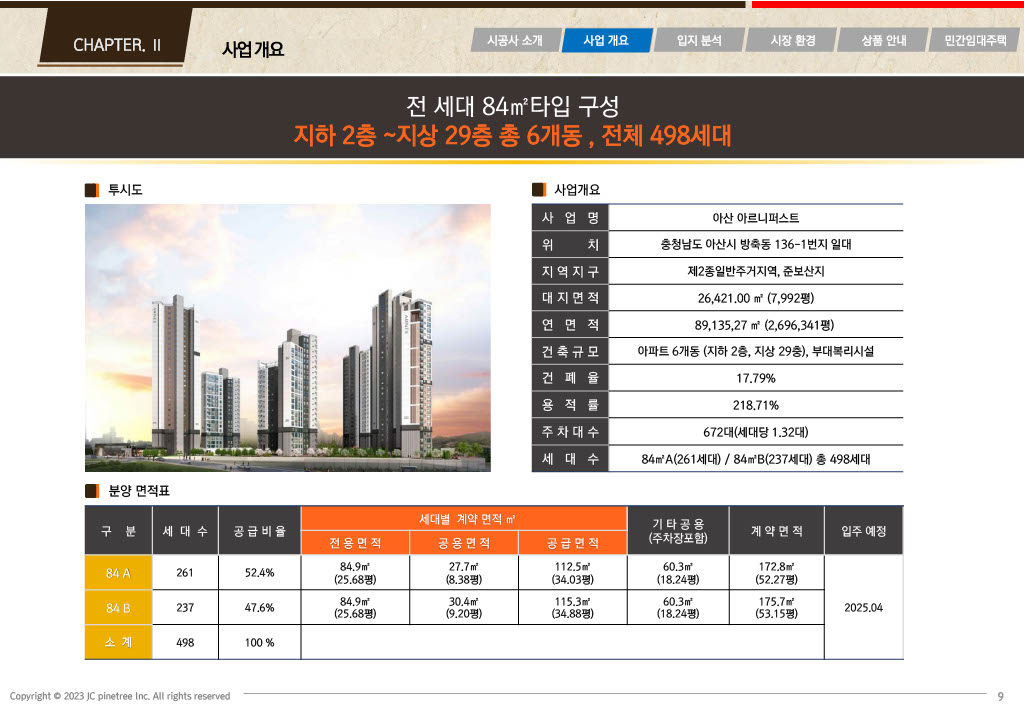 CHAPTER. II
사업개요
시공사 소개
사업 개요
입지 분석
시장 환경
상품 안내
민간임대주택
전 세대 84㎡타입 구성
지하 2층 ~지상 29층 총 6개동 , 전체 498세대
투시도
사업개요
사 업 명 아산 아르니퍼스트
위 치 충청남도 아산시 방축동 136-1번지 일대
지역지구 제2종일반주거지역, 준보산지
대지면적 26,421.00 ㎡ (7,992평)
연 면 적 89,135,27 ㎡ (2,696,341평)
건축규모 아파트 6개동 (지하 2층, 지상 29층), 부대복리시설
건 폐 율 17.79%
용 적 률 218.71%
주차대수 672대(세대당 1.32대)
세 대 수 84㎡A(261세대) / 84㎡B(237세대) 총 498세대
분양 면적표
구 분 세 대 수 공급비율 세대별 계약 면적 ㎡ 기타공용 (주차장포함) 계약면적 입주 예정
전용면적 공용면적 공급면적
84 A 261 52.4% 84.9㎡ (25.68평) 27.7㎡ (8.38평) 112.5㎡ (34.03평) 60.3㎡ (18.24평) 172.8㎡ (52.27평)
84 B 237 47.6% 84.9㎡ (25.68평) 30.4㎡ (9.20평) 115.3㎡ (34.88평) 60.3㎡ (18.24평) 175.7㎡ (53.15평) 2025.04
소 계 498 100 %
Copyright © 2023 JC pinetree Inc. All rights reserved
9